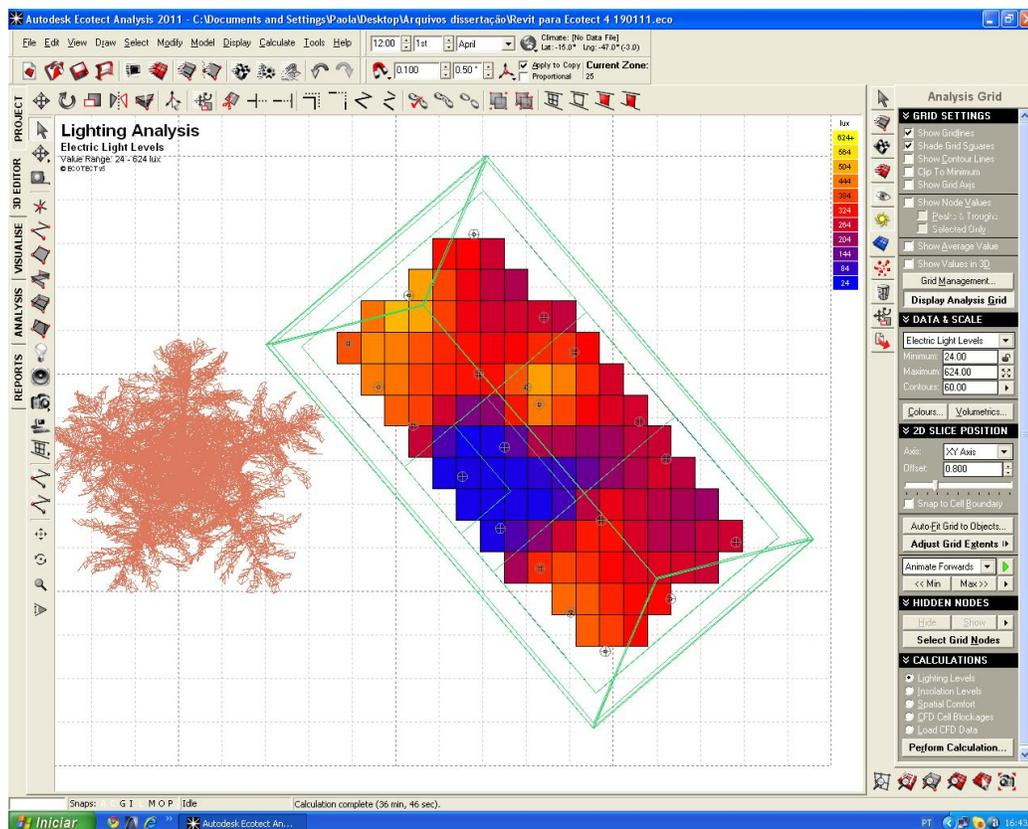 Autodesk Ecotect Analysis 2011 - C:\Documents and Settings\Paola\Desktop\Arquivos dissertação\Revit para Ecotect 4 190111.eco
File Edit View Draw Select Modify Model Display Calculate Tools Help
12:00 1st April
Climate: [No Data File]
Lat: -15.0° Lng: -47.0° (-3.0)
0.100 0.50°
Apply to Copy
Proportional
Current Zone:
25
PROJECT
3D EDITOR
VISUALISE
ANALYSIS
REPORTS
Lighting Analysis
Electric Light Levels
Value Range: 24 - 624 lux
© ECOTECT v5
lux
624+
564
504
444
384
324
264
204
144
84
24
Analysis Grid
GRID SETTINGS
Show Gridlines
Shade Grid Squares
Show Contour Lines
Clip To Minimum
Show Grid Axis
Show Node Values
Peaks & Troughs
Selected Only
Show Average Value
Show Values in 3D
Grid Management...
Display Analysis Grid
DATA & SCALE
Electric Light Levels
Minimum: 24.00
Maximum: 624.00
Contours: 60.00
Colours... Volumetrics...
2D SLICE POSITION
Axis: XY Axis
Offset: 0.800
Snap to Cell Boundary
Auto-Fit Grid to Objects...
Adjust Grid Extents
Animate Forwards
<< Min Max >>
HIDDEN NODES
Hide Show
Select Grid Nodes
CALCULATIONS
Lighting Levels
Insolation Levels
Spatial Comfort
CFD Cell Blockages
Load CFD Data
Perform Calculation...
Snaps: G I M O P Idle Calculation complete (36 min, 46 sec).
Iniciar Autodesk Ecotect An... PT 16:43